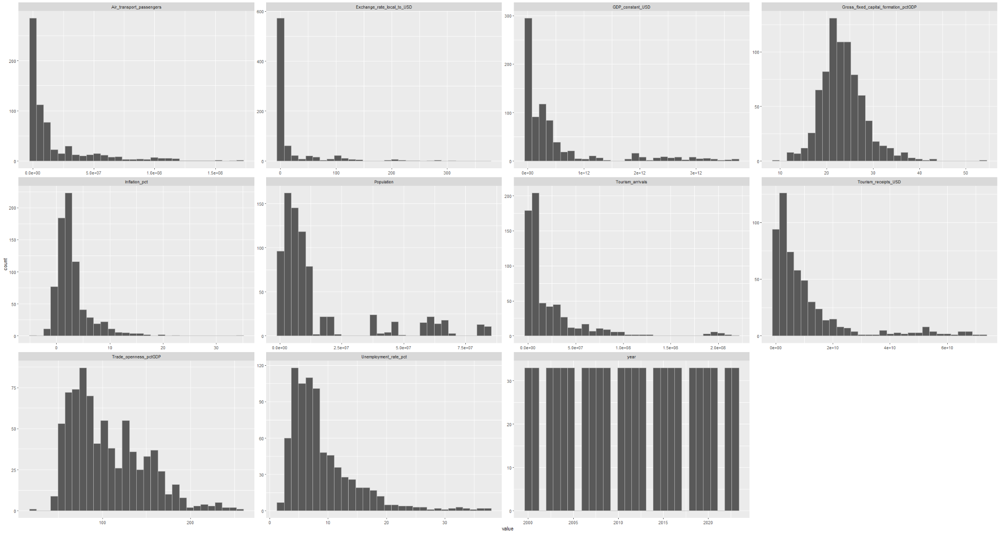 Air_transport_passengers
Exchange_rate_local_to_USD
GDP_constant_USD
Gross_fixed_capital_formation_pctGDP
200
100
0
0.0e+00 5.0e+07 1.0e+08 1.5e+08
600
400
200
0
0 100 200 300
300
200
100
0
0e+00 1e+12 2e+12 3e+12
100
50
0
10 20 30 40 50
Inflation_pct
Population
Tourism_arrivals
Tourism_receipts_USD
count
200
150
100
50
0
0 10 20 30
150
100
50
0
0.0e+00 2.5e+07 5.0e+07 7.5e+07
200
150
100
50
0
0.0e+00 5.0e+07 1.0e+08 1.5e+08 2.0e+08
100
50
0
0e+00 2e+10 4e+10 6e+10
Trade_openness_pctGDP
Unemployment_rate_pct
year
75
50
25
0
100 200
120
90
60
30
0
0 10 20 30
30
20
10
0
2000 2005 2010 2015 2020
value